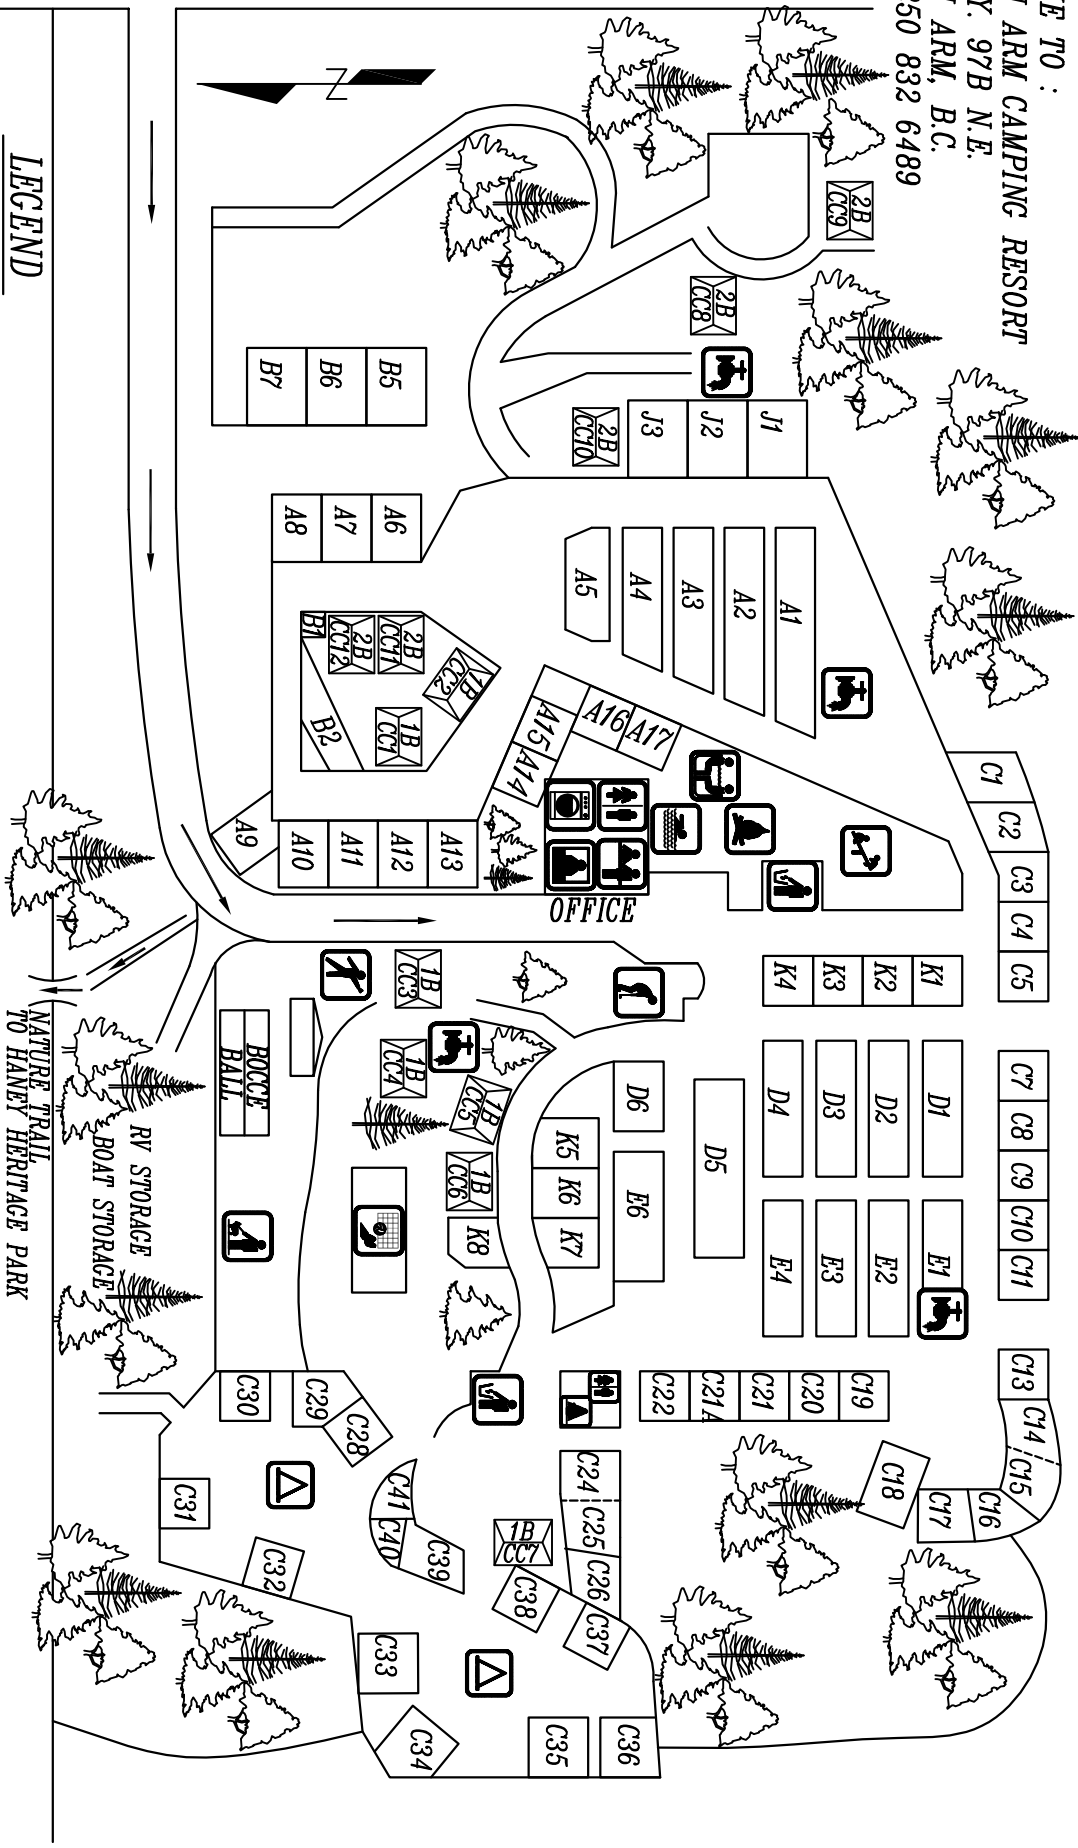 TO :
ARM CAMPING RESORT
97B N.E.
ARM, B.C.
250 832 6489
C1
C2
C3
C4
C5
C7
C8
C9
C10
C11
C13
C14
C15
C16
C17
C18
K1
K2
K3
K4
D1
D2
D3
D4
D5
D6
E1
E2
E3
E4
E6
C19
C20
C21
C21A
C22
2B
CC9
2B
CC8
J1
J2
J3
2B
CC10
A1
A2
A3
A4
A5
A17
A16
A15
A14
OFFICE
K5
K6
K7
K8
C24
C25
C26
C37
C38
C36
C35
C34
C33
1B
CC7
C39
C40
C41
B5
B6
B7
A6
A7
A8
2B
CC11
2B
CC12
1B
CC2
1B
CC1
B1
B2
A13
A12
A11
A10
A9
1B
CC3
1B
CC4
1B
CC5
1B
CC6
BOCCE
BALL
C28
C29
C30
C31
C32
RV STORAGE
BOAT STORAGE
NATURE TRAIL
TO HANEY HERITAGE PARK
LEGEND